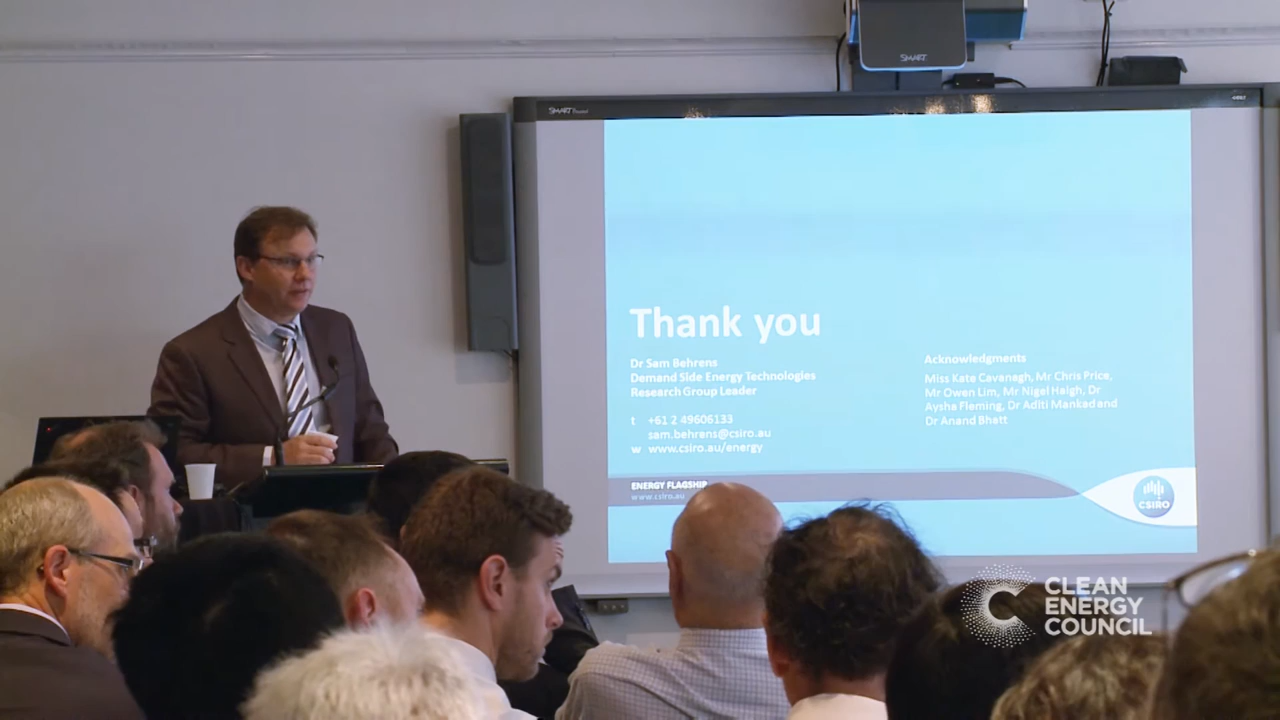 SMART
SMART Board
Thank you
Dr Sam Behrens
Demand Side Energy Technologies
Research Group Leader
t +61 2 49606133
sam.behrens@csiro.au
w www.csiro.au/energy
Acknowledgments
Miss Kate Cavanagh, Mr Chris Price,
Mr Owen Lim, Mr Nigel Haigh, Dr
Aysha Fleming, Dr Aditi Mankad and
Dr Anand Bhatt
ENERGY FLAGSHIP
www.csiro.au
CSIRO
CLEAN
ENERGY
COUNCIL